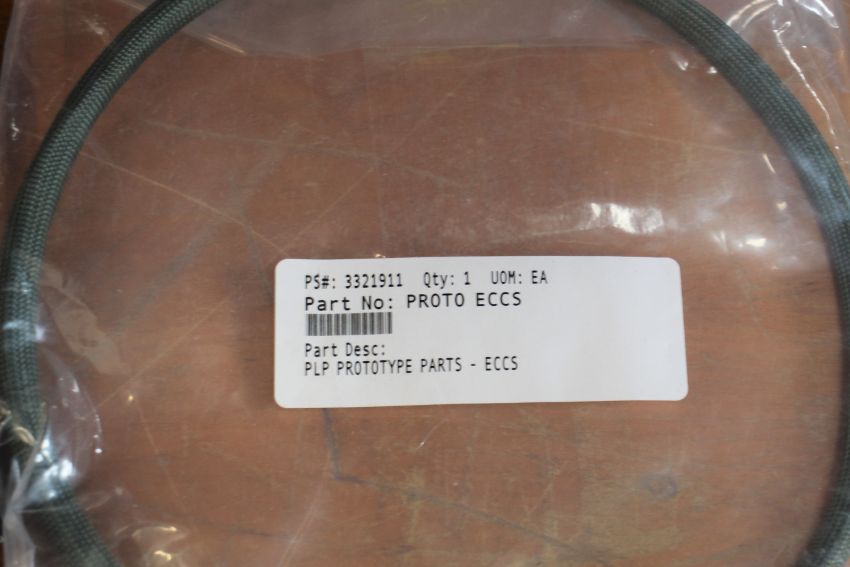 PS#: 3321911 Qty: 1 UOM: EA
Part No: PROTO ECCS
Part Desc:
PLP PROTOTYPE PARTS - ECCS